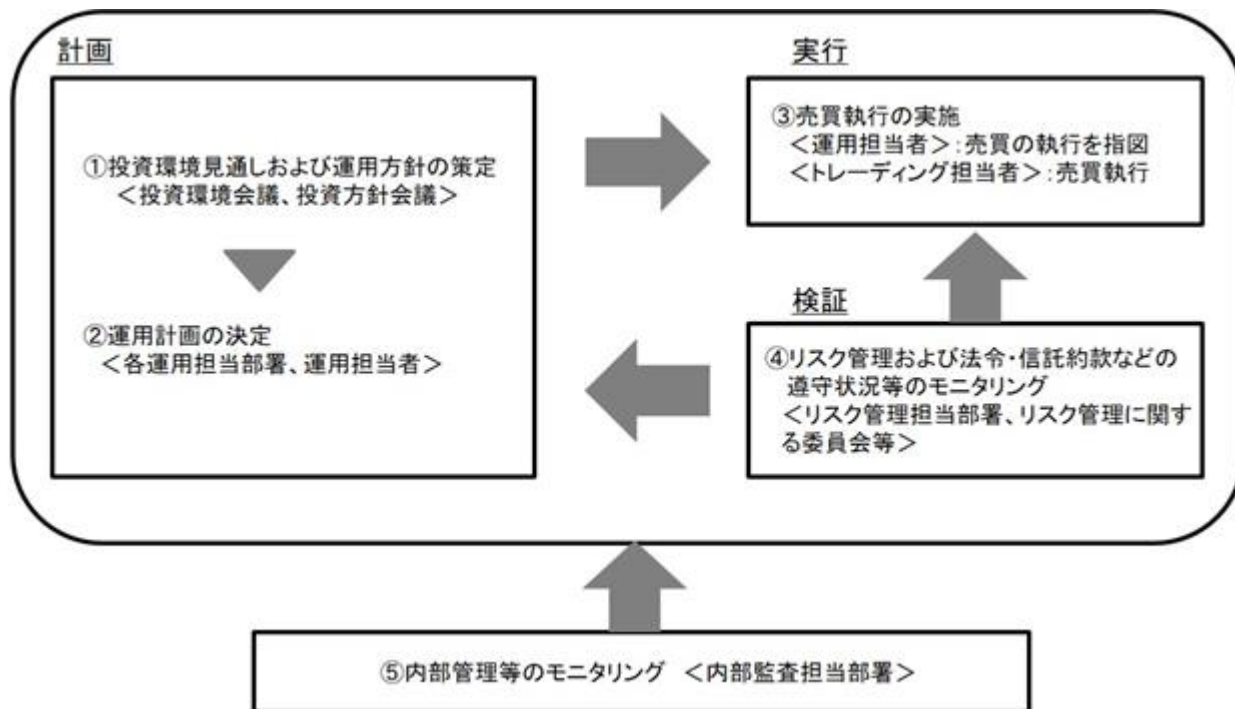 計画
①投資環境見通しおよび運用方針の策定
＜投資環境会議、投資方針会議＞
②運用計画の決定
＜各運用担当部署、運用担当者＞
実行
③売買執行の実施
＜運用担当者＞：売買の執行を指図
＜トレーディング担当者＞：売買執行
検証
④リスク管理および法令・信託約款などの
遵守状況等のモニタリング
＜リスク管理担当部署、リスク管理に関す
る委員会等＞
⑤内部管理等のモニタリング ＜内部監査担当部署＞